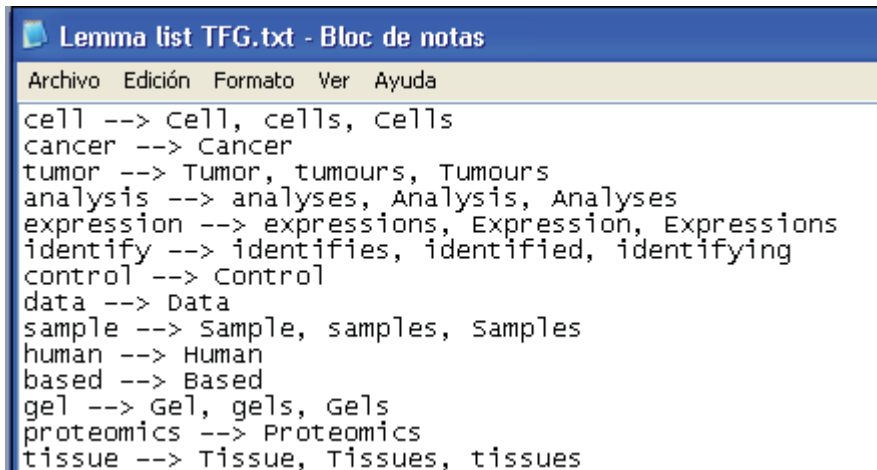 Lemma list TFG.txt - Bloc de notas
Archivo Edición Formato Ver Ayuda
cell --> Cell, cells, Cells
cancer --> Cancer
tumor --> Tumor, tumours, Tumours
analysis --> analyses, Analysis, Analyses
expression --> expressions, Expression, Expressions
identify --> identifies, identified, identifying
control --> Control
data --> Data
sample --> Sample, samples, Samples
human --> Human
based --> Based
gel --> Gel, gels, Gels
proteomics --> Proteomics
tissue --> Tissue, Tissues, tissues